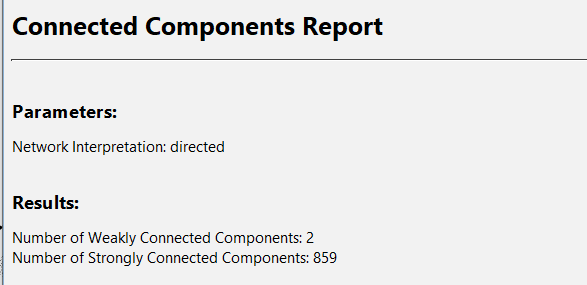 Connected Components Report
Parameters:
Network Interpretation: directed
Results:
Number of Weakly Connected Components: 2
Number of Strongly Connected Components: 859